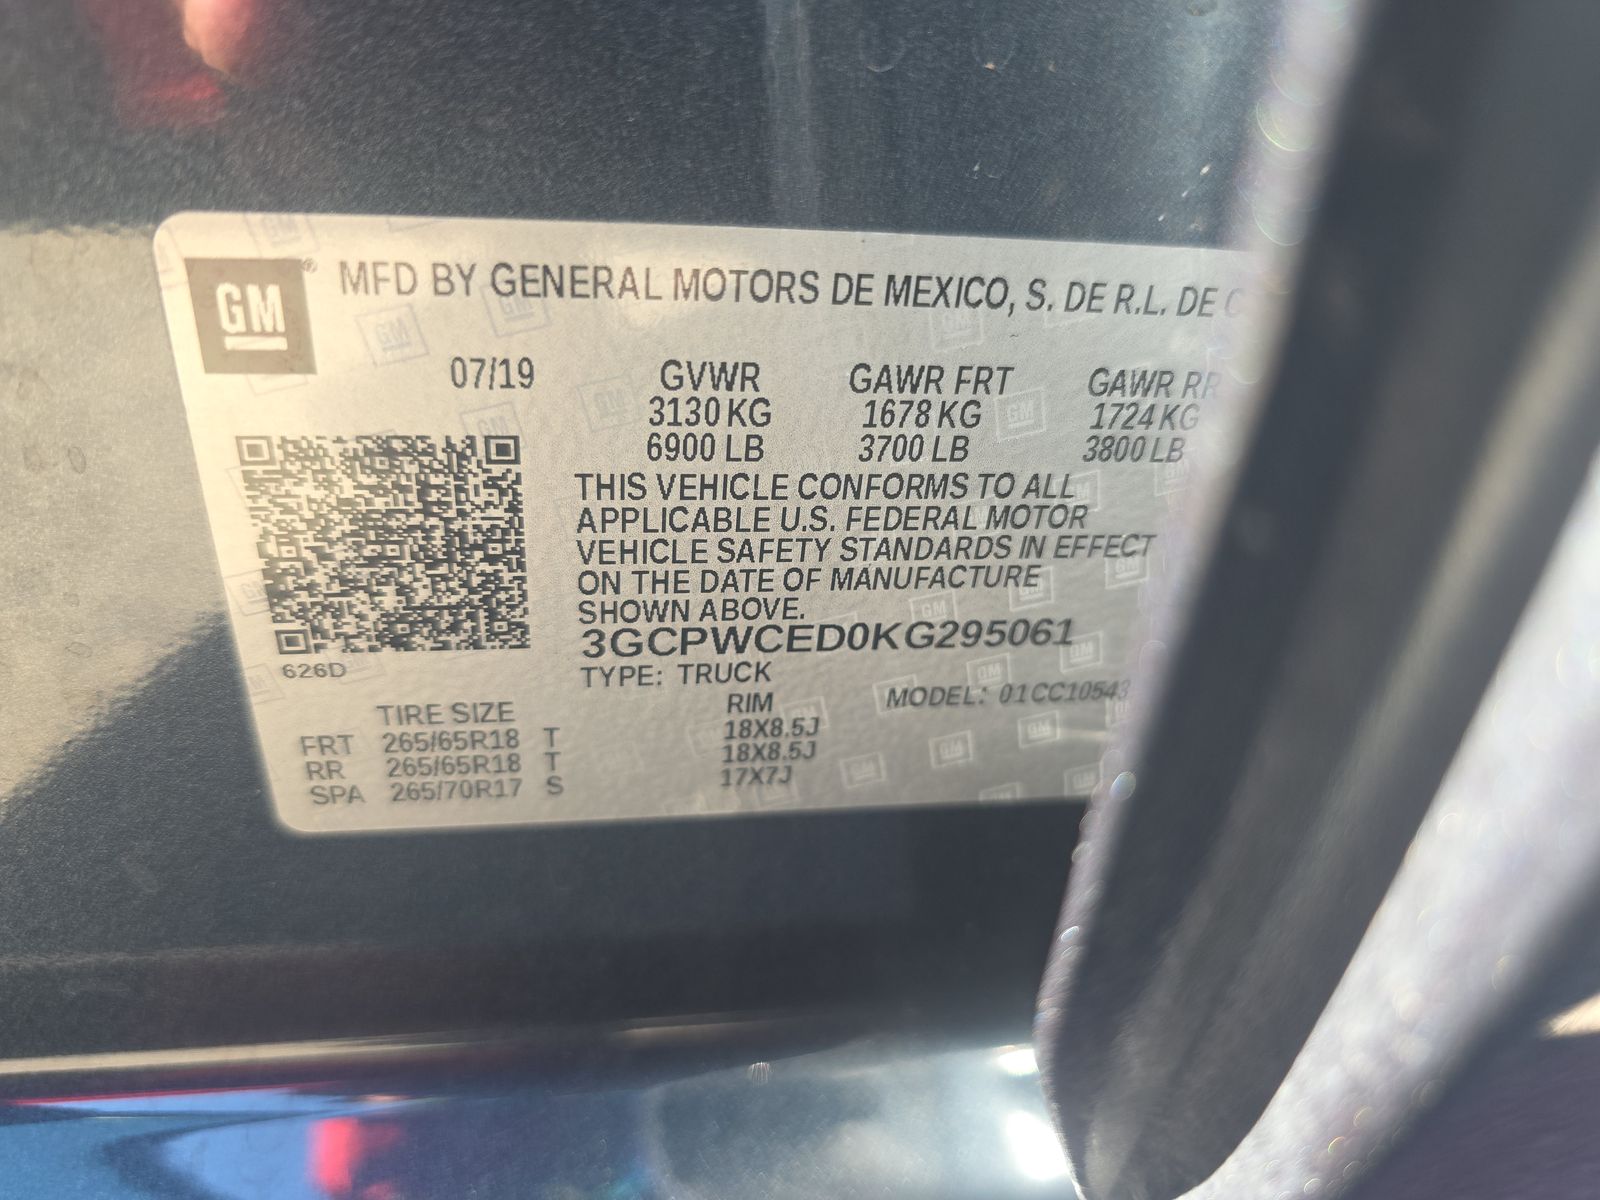 GM ® MFD BY GENERAL MOTORS DE MEXICO, S. DE R.L. DE C
07/19 GVWR GAWR FRT GAWR RR
3130 KG 1678 KG 1724 KG
6900 LB 3700 LB 3800 LB
THIS VEHICLE CONFORMS TO ALL
APPLICABLE U.S. FEDERAL MOTOR
VEHICLE SAFETY STANDARDS IN EFFECT
ON THE DATE OF MANUFACTURE
SHOWN ABOVE.
3GCPWCED0KG295061
626D
TYPE: TRUCK
MODEL: 01CC10543
TIRE SIZE RIM
FRT 265/65R18 T 18X8.5J
RR 265/65R18 T 18X8.5J
SPA 265/70R17 S 17X7J